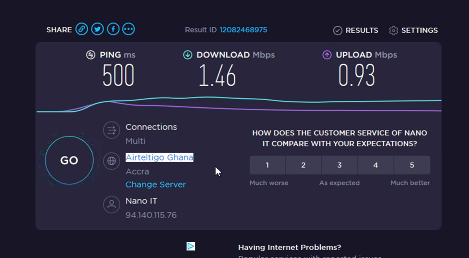 SHARE
Result ID 12082468975
RESULTS
SETTINGS
PING ms
500
DOWNLOAD Mbps
1.46
UPLOAD Mbps
0.93
GO
Connections
Multi
Airteltigo Ghana
Accra
Change Server
Nano IT
94.140.115.76
HOW DOES THE CUSTOMER SERVICE OF NANO
IT COMPARE WITH YOUR EXPECTATIONS?
1 2 3 4 5
Much worse As expected Much better
Having Internet Problems?